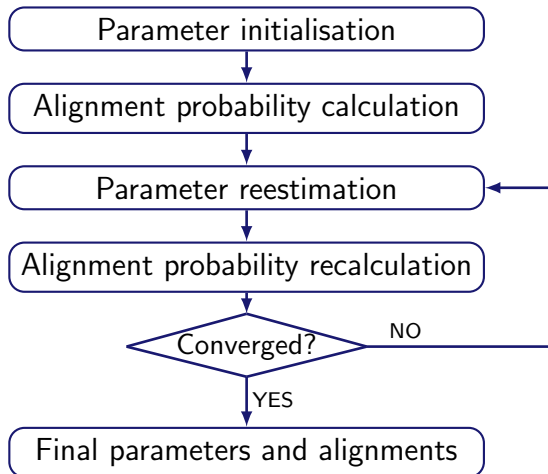 Parameter initialisation
Alignment probability calculation
Parameter reestimation
Alignment probability recalculation
Converged?
NO
YES
Final parameters and alignments